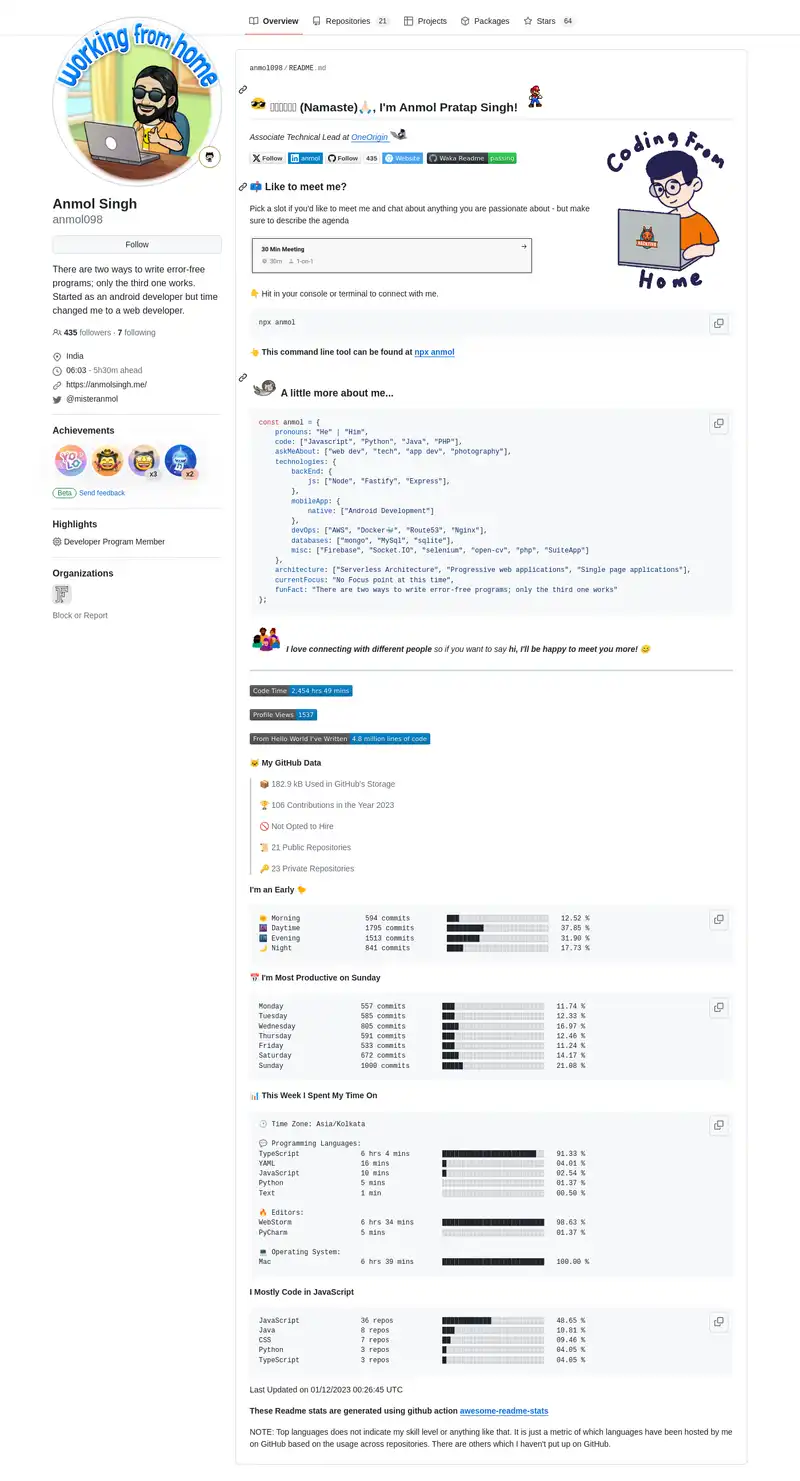 Overview
Repositories 21
Projects
Packages
Stars 64
working from home
Anmol Singh
anmol098
Follow
There are two ways to write error-free
programs; only the third one works.
Started as an android developer but time
changed me to a web developer.
435 followers · 7 following
India
06:03 - 5h30m ahead
https://anmolsingh.me/
@misteranmol
Achievements
YOLO
x3
x2
Beta Send feedback
Highlights
Developer Program Member
Organizations
Block or Report
anmol098/README.md
😎 (Namaste)🙏🏻, I'm Anmol Pratap Singh!
Associate Technical Lead at OneOrigin
Follow
anmol
Follow 435
Website
Waka Readme passing
Coding From
Home
📫 Like to meet me?
Pick a slot if you'd like to meet me and chat about anything you are passionate about - but make
sure to describe the agenda
30 Min Meeting →
30m 1-on-1
👇 Hit in your console or terminal to connect with me.
npx anmol
👆 This command line tool can be found at npx anmol
A little more about me...
const anmol = {
pronouns: "He" | "Him",
code: ["Javascript", "Python", "Java", "PHP"],
askMeAbout: ["web dev", "tech", "app dev", "photography"],
technologies: {
backEnd: {
js: ["Node", "Fastify", "Express"],
},
mobileApp: {
native: ["Android Development"]
},
devOps: ["AWS", "Docker🐳", "Route53", "Nginx"],
databases: ["mongo", "MySql", "sqlite"],
misc: ["Firebase", "Socket.IO", "selenium", "open-cv", "php", "SuiteApp"]
},
architecture: ["Serverless Architecture", "Progressive web applications", "Single page applications"],
currentFocus: "No Focus point at this time",
funFact: "There are two ways to write error-free programs; only the third one works"
};
I love connecting with different people so if you want to say hi, I'll be happy to meet you more! 😊
Code Time 2,454 hrs 49 mins
Profile Views 1537
From Hello World I've Written 4.8 million lines of code
🐱 My GitHub Data
📦 182.9 kB Used in GitHub's Storage
🏆 106 Contributions in the Year 2023
🚫 Not Opted to Hire
📜 21 Public Repositories
🔑 23 Private Repositories
I'm an Early 🐤
🌞 Morning 594 commits 12.52 %
🌆 Daytime 1795 commits 37.85 %
🌃 Evening 1513 commits 31.90 %
🌙 Night 841 commits 17.73 %
📅 I'm Most Productive on Sunday
Monday 557 commits 11.74 %
Tuesday 585 commits 12.33 %
Wednesday 805 commits 16.97 %
Thursday 591 commits 12.46 %
Friday 533 commits 11.24 %
Saturday 672 commits 14.17 %
Sunday 1000 commits 21.08 %
📊 This Week I Spent My Time On
🕑︎ Time Zone: Asia/Kolkata
💬 Programming Languages:
TypeScript 6 hrs 4 mins 91.33 %
YAML 16 mins 04.01 %
JavaScript 10 mins 02.54 %
Python 5 mins 01.37 %
Text 1 min 00.50 %
🔥 Editors:
WebStorm 6 hrs 34 mins 98.63 %
PyCharm 5 mins 01.37 %
💻 Operating System:
Mac 6 hrs 39 mins 100.00 %
I Mostly Code in JavaScript
JavaScript 36 repos 48.65 %
Java 8 repos 10.81 %
CSS 7 repos 09.46 %
Python 3 repos 04.05 %
TypeScript 3 repos 04.05 %
Last Updated on 01/12/2023 00:26:45 UTC
These Readme stats are generated using github action awesome-readme-stats
NOTE: Top languages does not indicate my skill level or anything like that. It is just a metric of which languages have been hosted by me
on GitHub based on the usage across repositories. There are others which I haven't put up on GitHub.